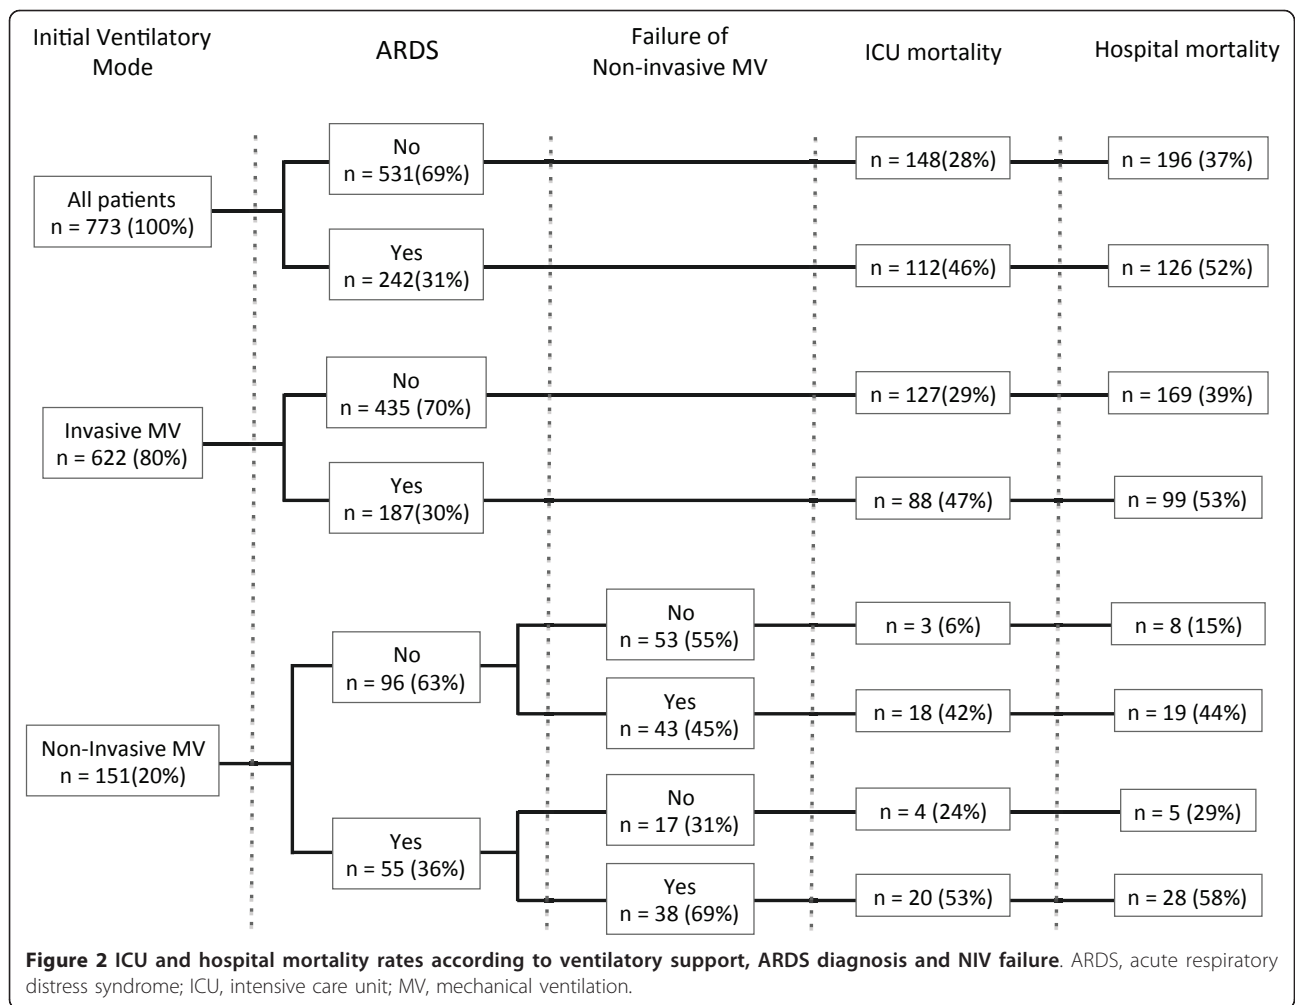 Initial Ventilatory
Mode
ARDS
Failure of
Non-invasive MV
ICU mortality
Hospital mortality
All patients
n = 773 (100%)
No
n = 531(69%)
n = 148(28%)
n = 196 (37%)
Yes
n = 242(31%)
n = 112(46%)
n = 126 (52%)
Invasive MV
n = 622 (80%)
No
n = 435 (70%)
n = 127(29%)
n = 169 (39%)
Yes
n = 187(30%)
n = 88 (47%)
n = 99 (53%)
Non-Invasive MV
n = 151(20%)
No
n = 96 (63%)
No
n = 53 (55%)
n = 3 (6%)
n = 8 (15%)
Yes
n = 43 (45%)
n = 18 (42%)
n = 19 (44%)
Yes
n = 55 (36%)
No
n = 17 (31%)
n = 4 (24%)
n = 5 (29%)
Yes
n = 38 (69%)
n = 20 (53%)
n = 28 (58%)
Figure 2 ICU and hospital mortality rates according to ventilatory support, ARDS diagnosis and NIV failure. ARDS, acute respiratory
distress syndrome; ICU, intensive care unit; MV, mechanical ventilation.